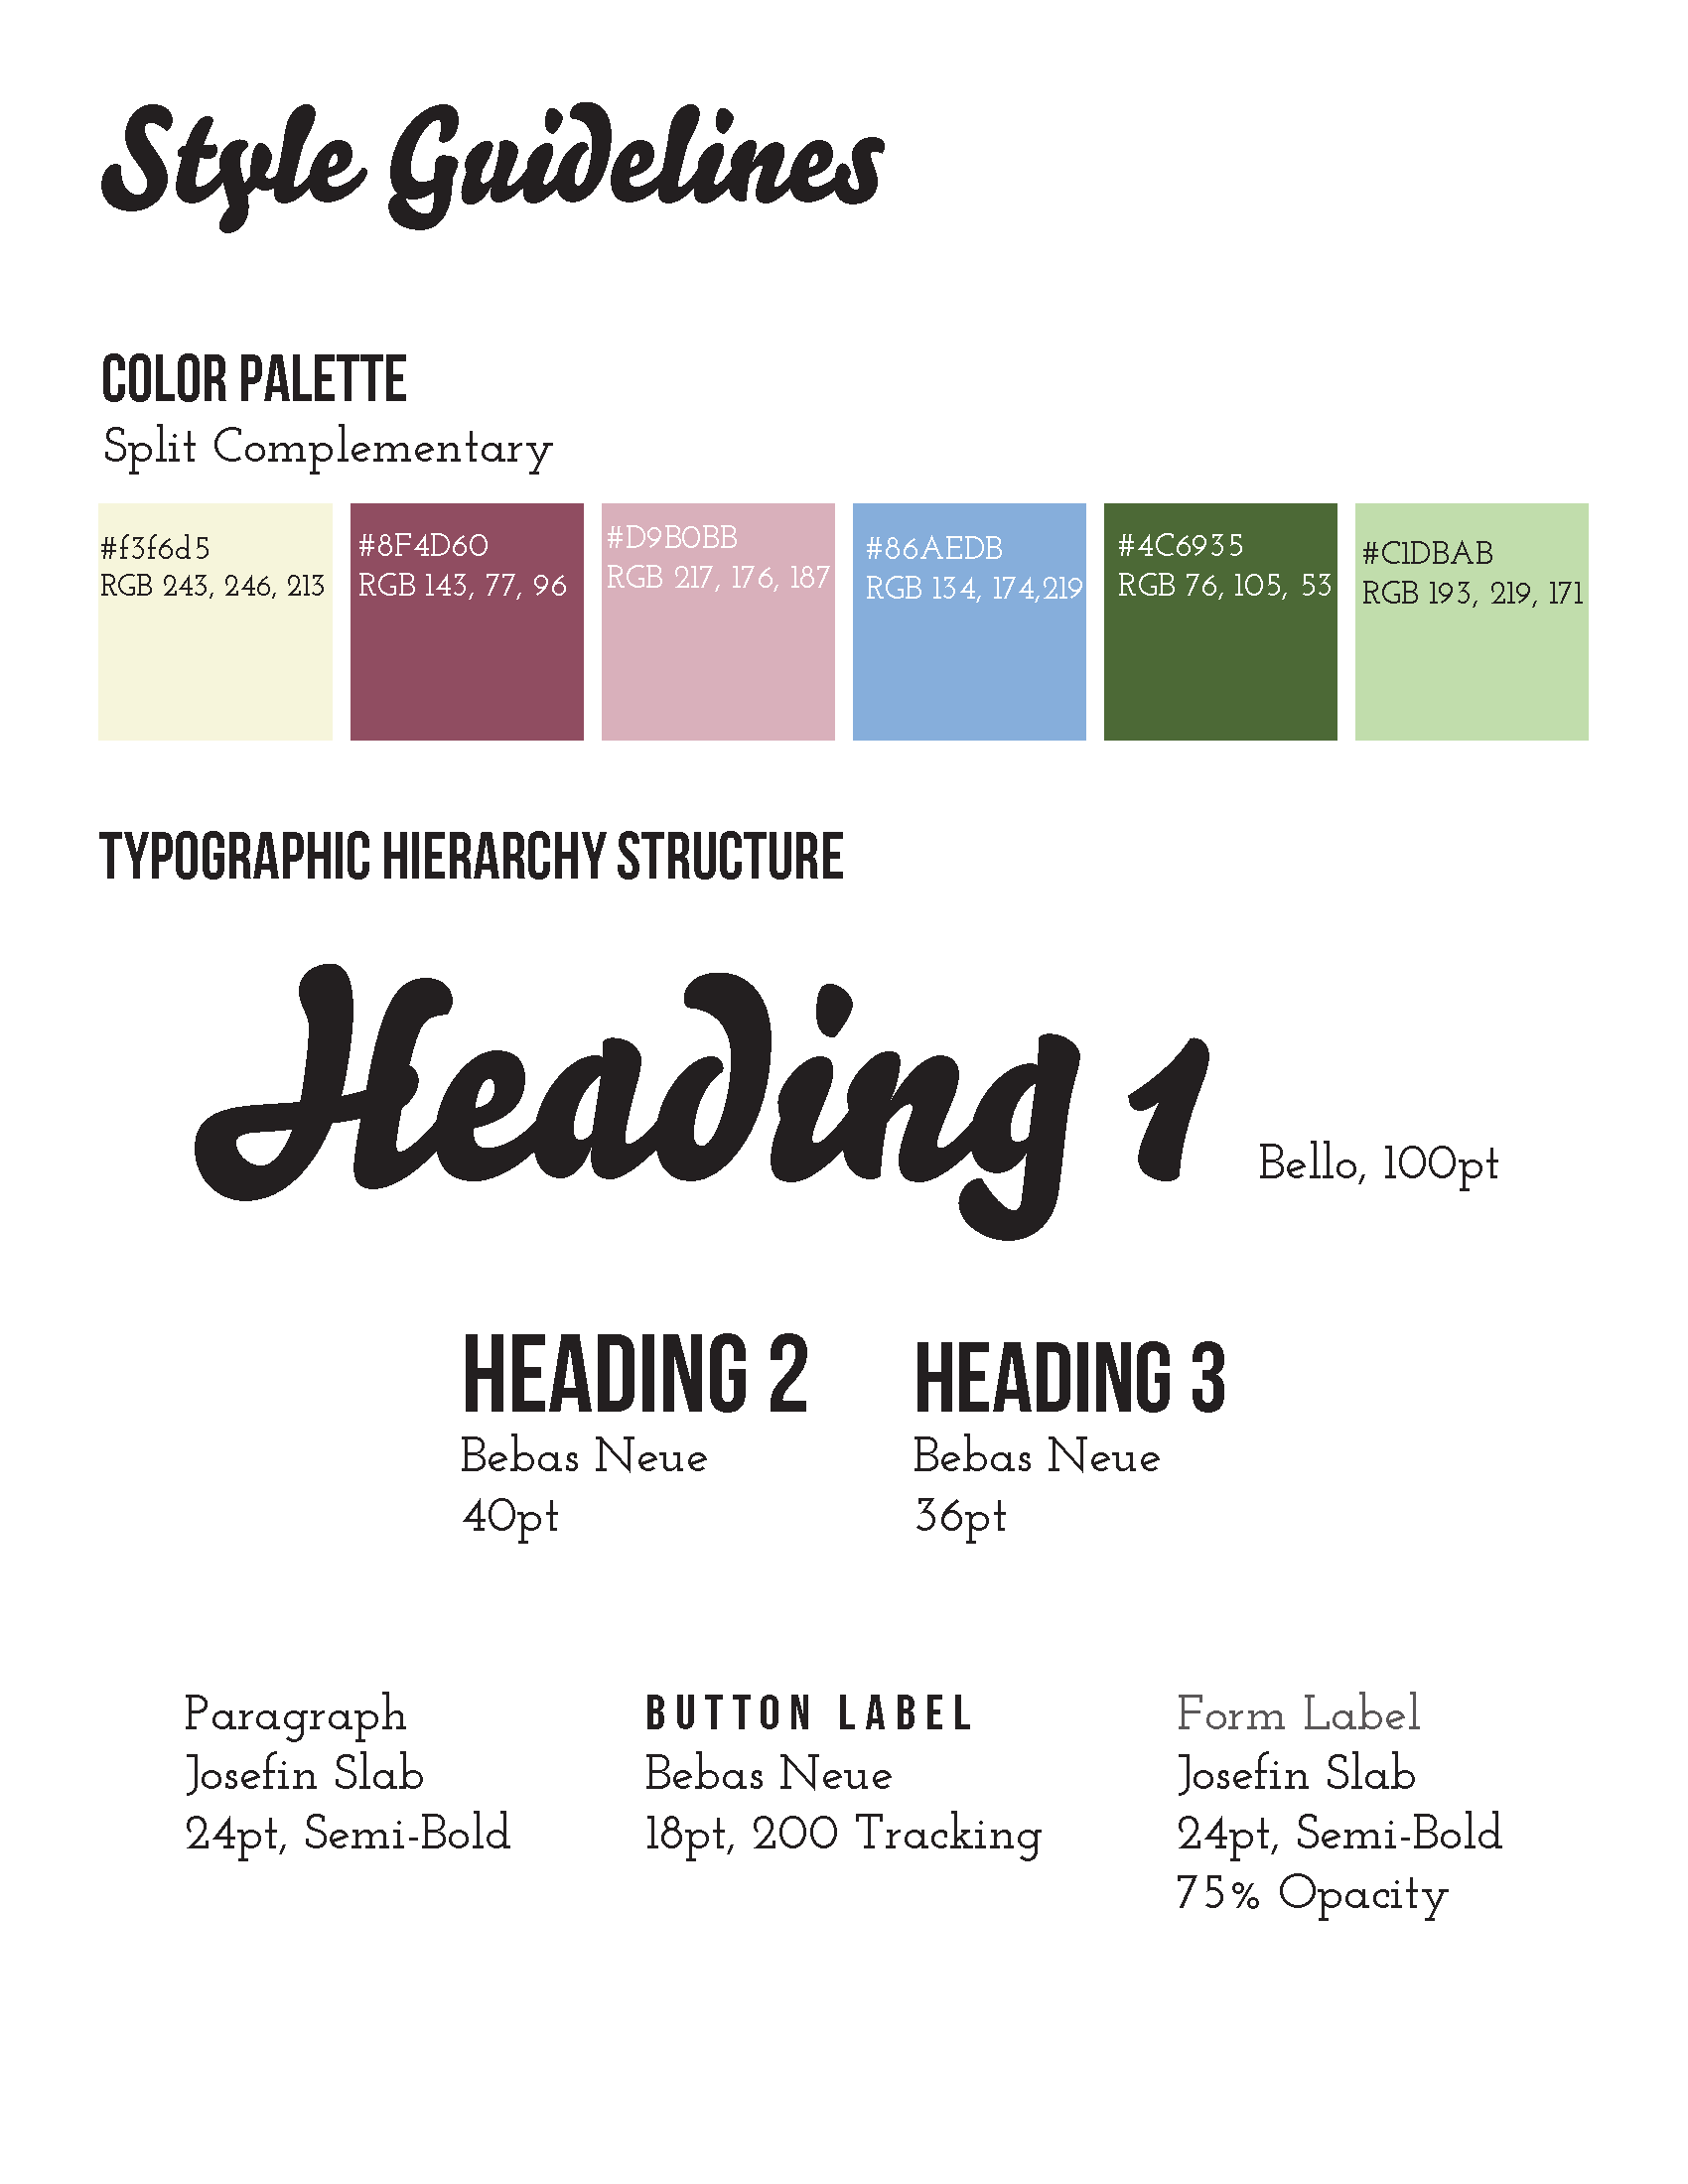 Style Guidelines
COLOR PALETTE
Split Complementary
#f3f6d5
RGB 243, 246, 213
#8F4D60
RGB 143, 77, 96
#D9B0BB
RGB 217, 176, 187
#86AEDB
RGB 134, 174,219
#4C6935
RGB 76, 105, 53
#C1DBAB
RGB 193, 219, 171
TYPOGRAPHIC HIERARCHY STRUCTURE
Heading 1
Bello, 100pt
HEADING 2
Bebas Neue
40pt
HEADING 3
Bebas Neue
36pt
Paragraph
Josefin Slab
24pt, Semi-Bold
BUTTON LABEL
Bebas Neue
18pt, 200 Tracking
Form Label
Josefin Slab
24pt, Semi-Bold
75% Opacity